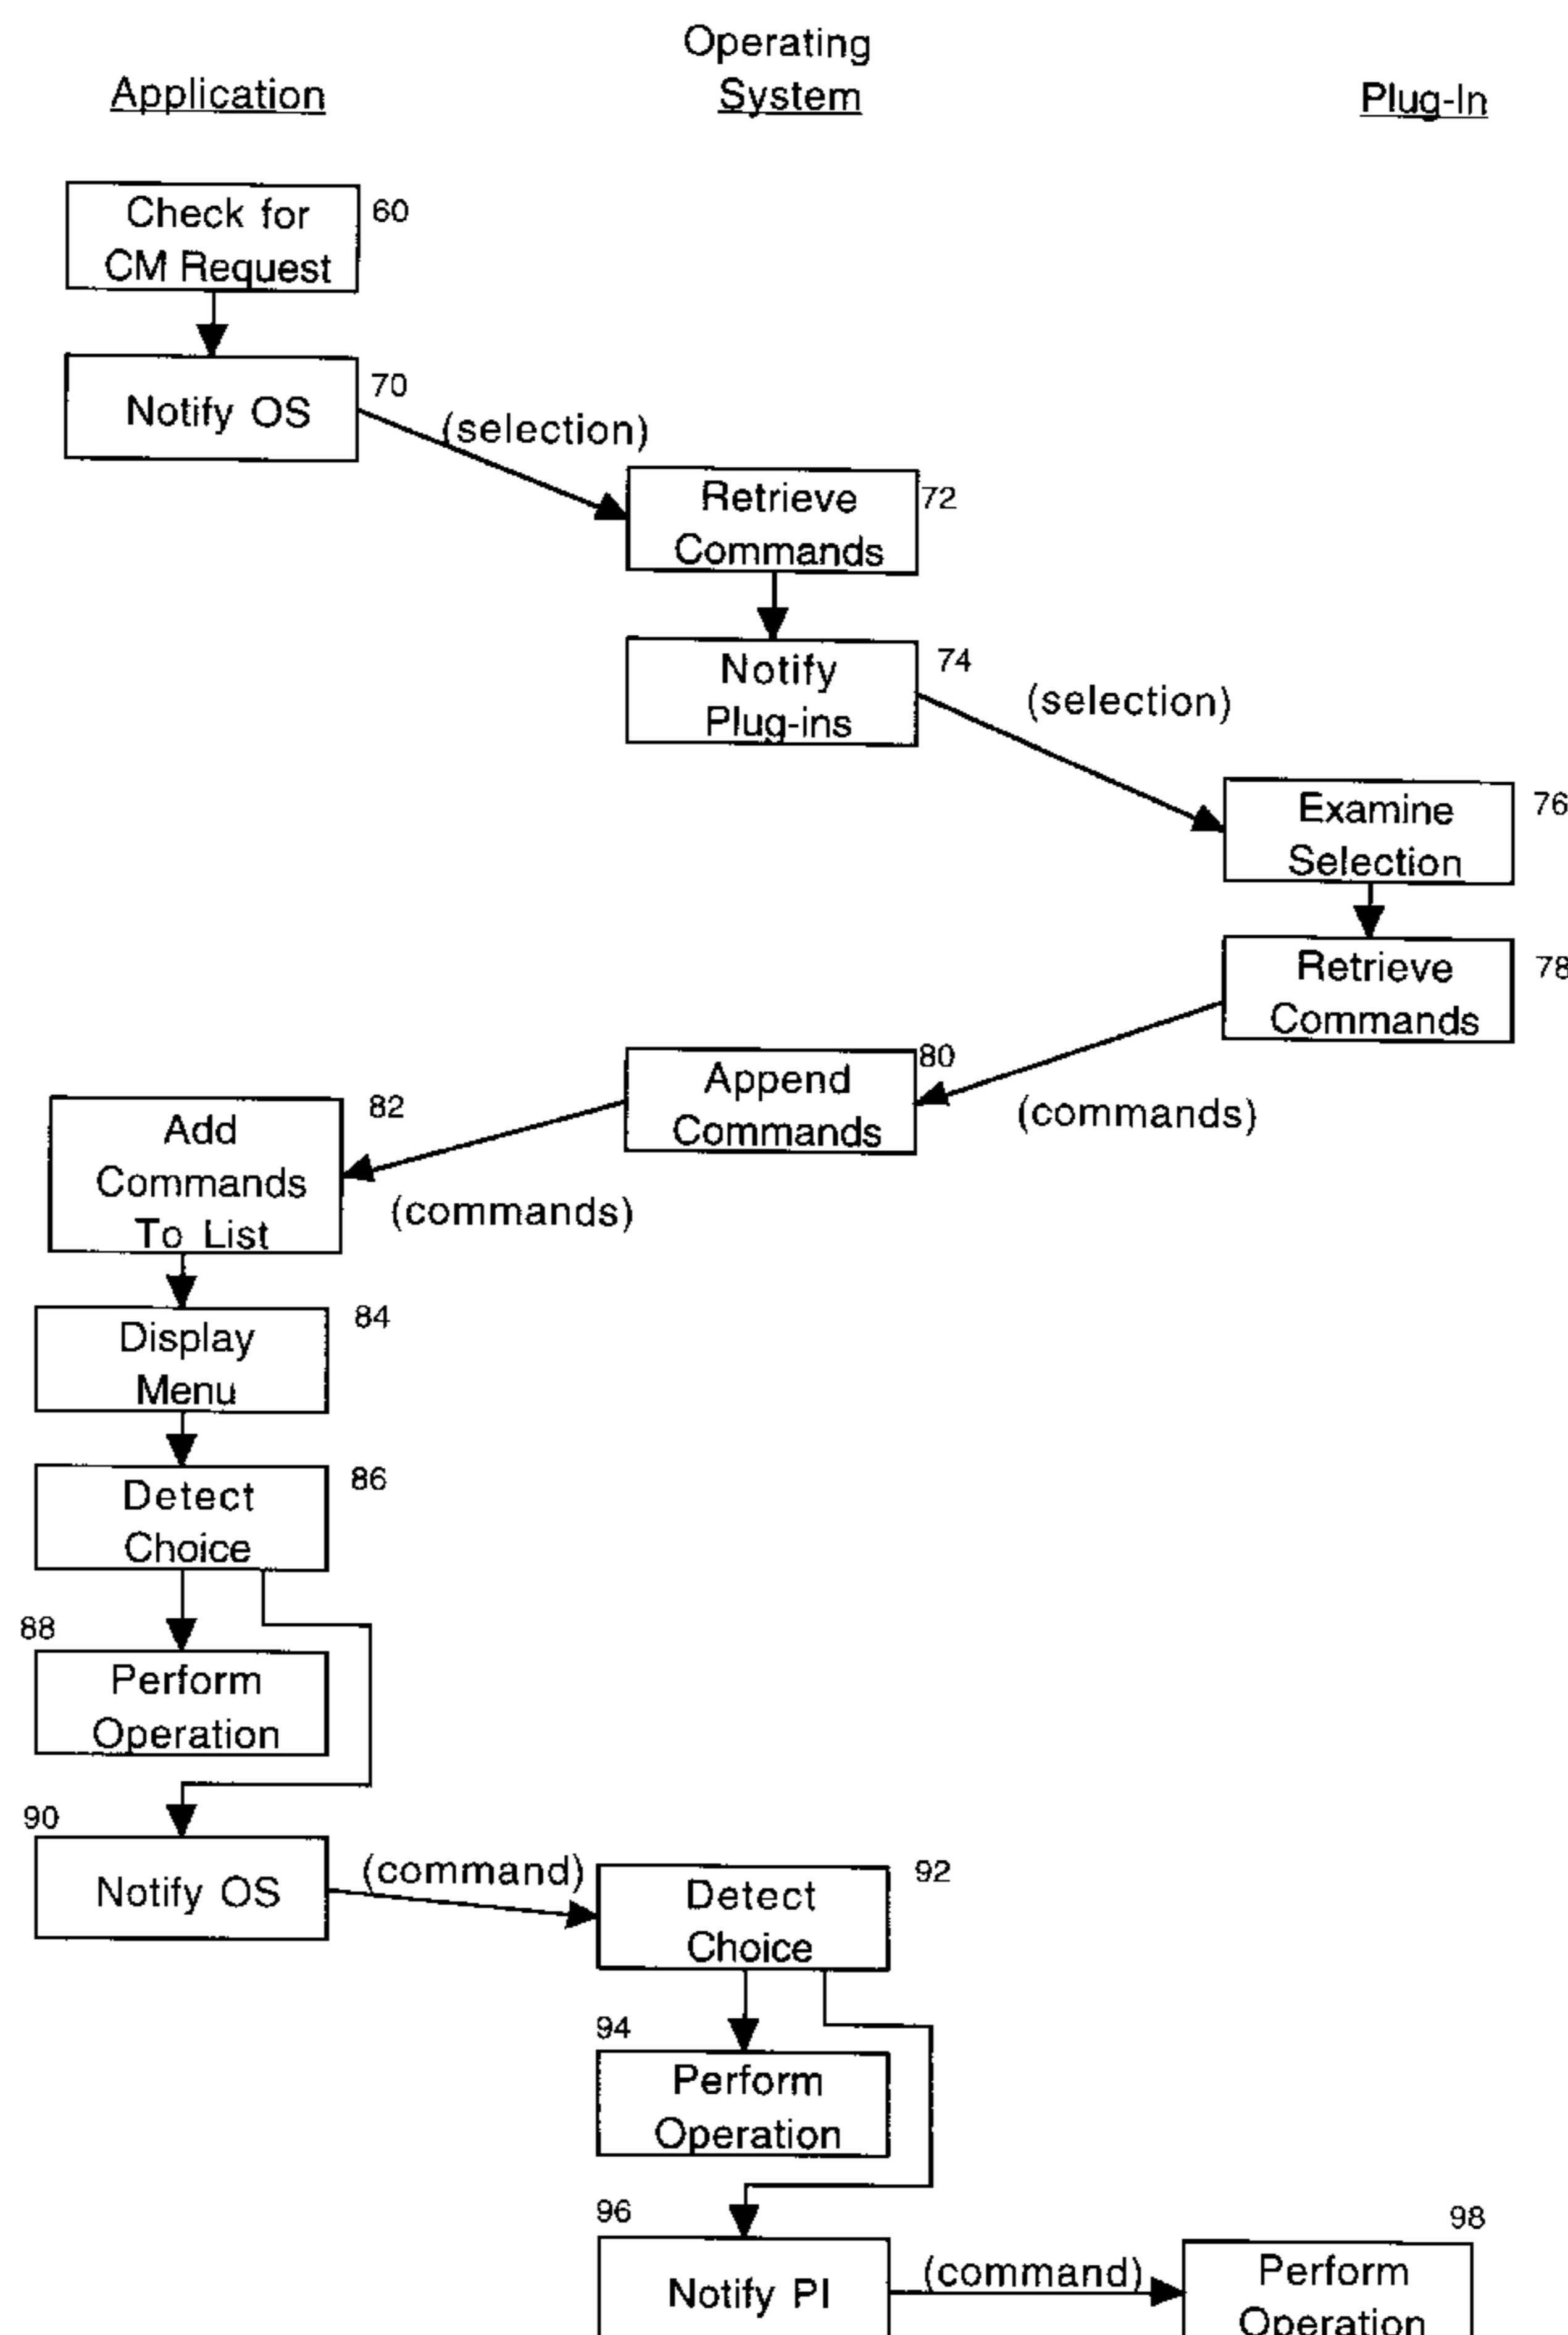 Operating
System
Application
Plug-In
Check for
CM Request
60
Notify OS
70
(selection)
Retrieve
Commands
72
Notify
Plug-ins
74
(selection)
Examine
Selection
76
Retrieve
Commands
78
Append
Commands
80
(commands)
Add
Commands
To List
82
(commands)
Display
Menu
84
Detect
Choice
86
88
Perform
Operation
90
Notify OS
(command)
Detect
Choice
92
94
Perform
Operation
96
Notify PI
(command)
98
Perform
Operation